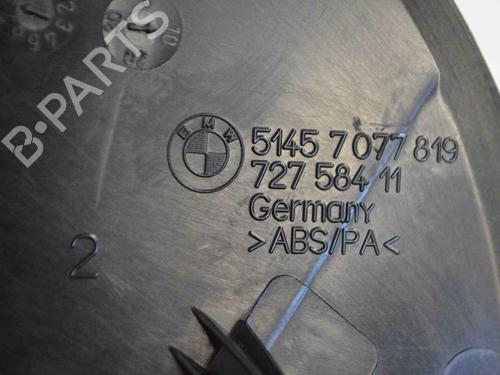 B-PARTS
BMW
5145 7 077 819
727 584 11
Germany
>ABS/PA<
2